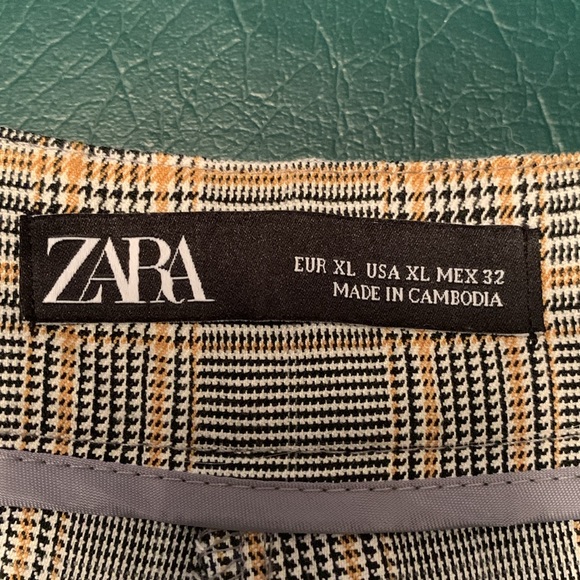 ZARA
EUR XL USA XL MEX 32
MADE IN CAMBODIA